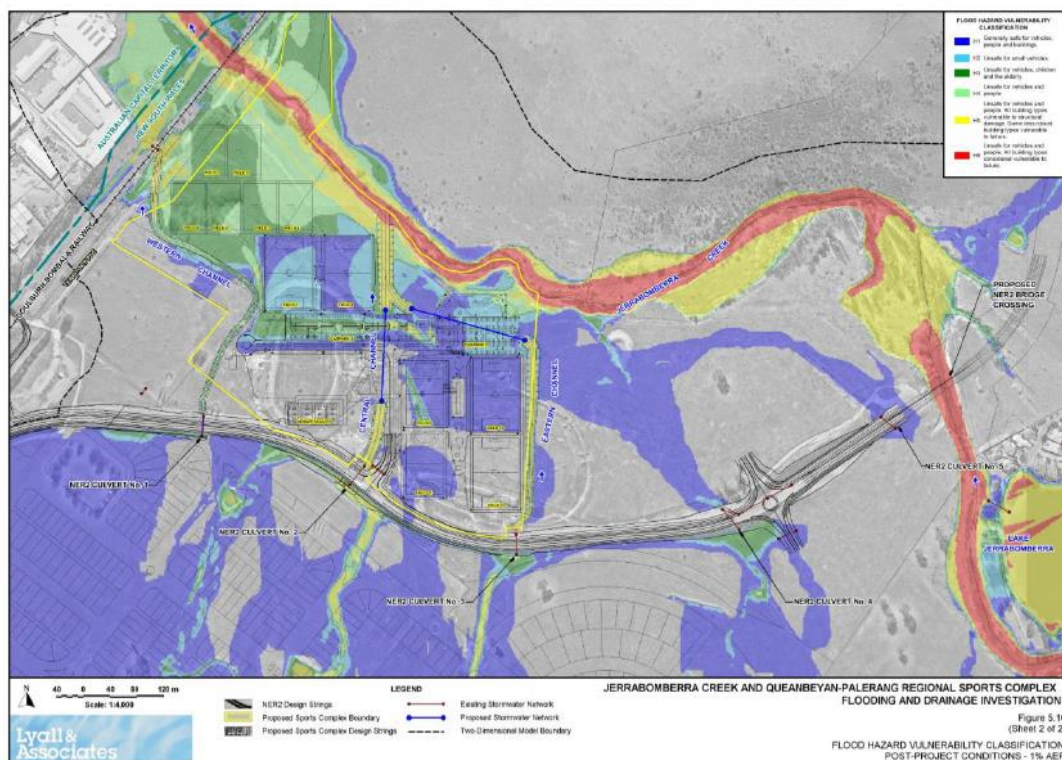 FLOOD HAZARD VULNERABILITY
CLASSIFICATION
H1 Generally safe for vehicles,
people and buildings.
H2 Unsafe for small vehicles.
H3 Unsafe for vehicles, children
and the elderly.
H4 Unsafe for vehicles and
people.
H5 Unsafe for vehicles and
people. All building types
vulnerable to structural
damage. Some less robust
building types vulnerable
to failure.
H6 Unsafe for vehicles and
people. All building types
considered vulnerable to
failure.
AUSTRALIAN CAPITAL TERRITORY
NEW SOUTH WALES
GOULBURN BOMBALA RAILWAY
WESTERN CHANNEL
JERRABOMBERRA CREEK
PROPOSED
NER2 BRIDGE
CROSSING
CENTRAL CHANNEL
EASTERN CHANNEL
NER2 CULVERT No. 1
NER2 CULVERT No. 2
NER2 CULVERT No. 3
NER2 CULVERT No. 4
NER2 CULVERT No. 5
LAKE
JERRABOMBERRA
N
40 0 40 80 120 m
Scale: 1:4,000
LEGEND
NER2 Design Strings
Proposed Sports Complex Boundary
Proposed Sports Complex Design Strings
Existing Stormwater Network
Proposed Stormwater Network
Two-Dimensional Model Boundary
JERRABOMBERRA CREEK AND QUEANBEYAN-PALERANG REGIONAL SPORTS COMPLEX
FLOODING AND DRAINAGE INVESTIGATION
Figure 5.10
(Sheet 2 of 2)
FLOOD HAZARD VULNERABILITY CLASSIFICATION
POST-PROJECT CONDITIONS - 1% AEP
Lyall &
Associates